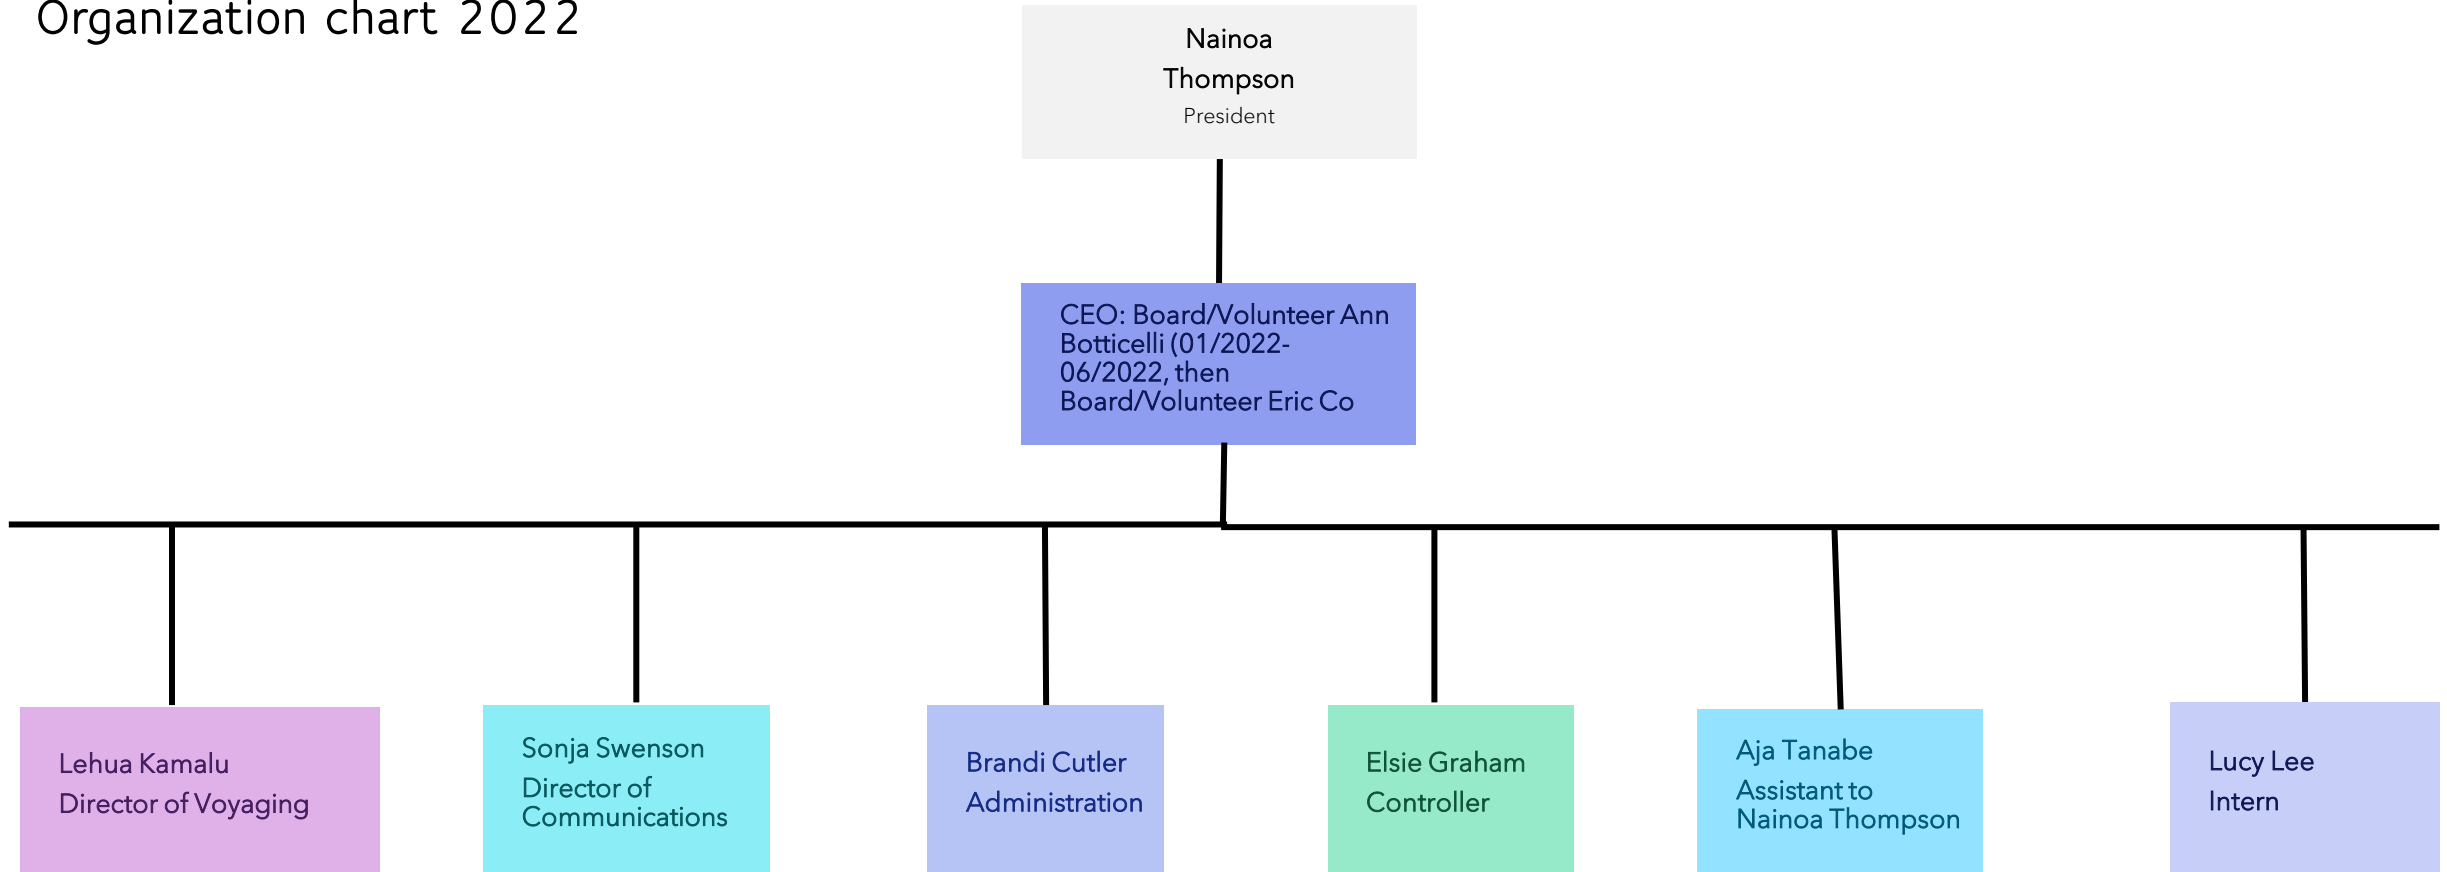 Organization chart 2022
Nainoa
Thompson
President
CEO: Board/Volunteer Ann
Botticelli (01/2022-
06/2022, then
Board/Volunteer Eric Co
Lehua Kamalu
Director of Voyaging
Sonja Swenson
Director of
Communications
Brandi Cutler
Administration
Elsie Graham
Controller
Aja Tanabe
Assistant to
Nainoa Thompson
Lucy Lee
Intern